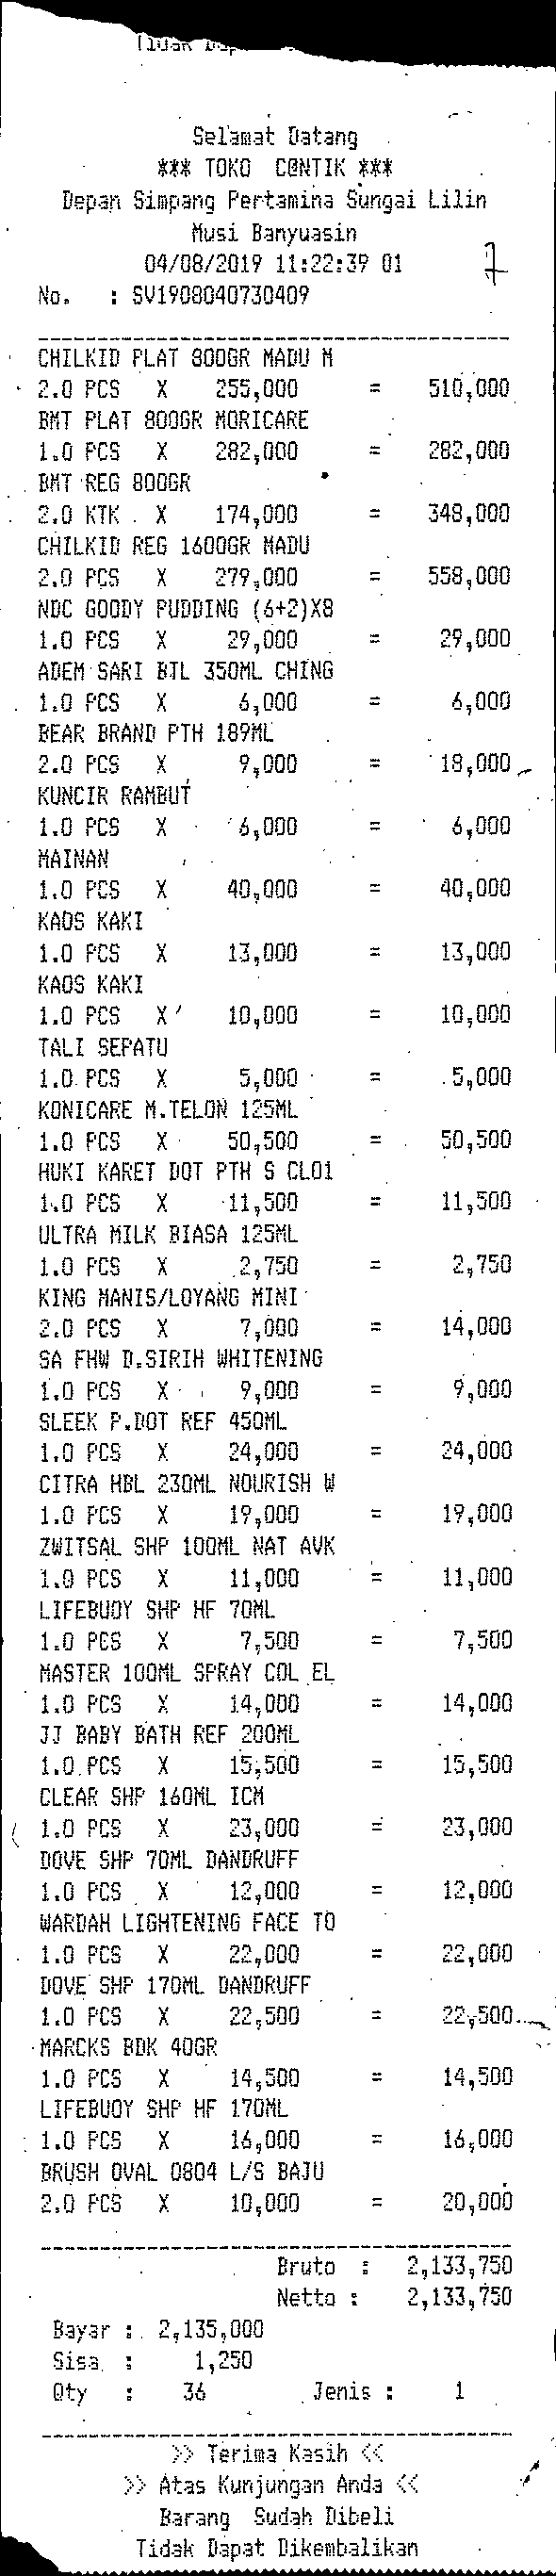 Tidak Dap
Selamat Datang
*** TOKO C@NTIK ***
Depan Simpang Pertamina Sungai Lilin
Musi Banyuasin
04/08/2019 11:22:39 01
7
No. : SV1908040730409
CHILKID PLAT 800GR MADU M
2.0 PCS X 255,000 = 510,000
BMT PLAT 800GR MORICARE
1.0 PCS X 282,000 = 282,000
BMT REG 800GR
2.0 KTK X 174,000 = 348,000
CHILKID REG 1600GR MADU
2.0 PCS X 279,000 = 558,000
NDC GOODY PUDDING (6+2)X8
1.0 PCS X 29,000 = 29,000
ADEM SARI BTL 350ML CHING
1.0 PCS X 6,000 = 6,000
BEAR BRAND PTH 189ML
2.0 PCS X 9,000 = 18,000
KUNCIR RAMBUT
1.0 PCS X 6,000 = 6,000
MAINAN
1.0 PCS X 40,000 = 40,000
KAOS KAKI
1.0 PCS X 13,000 = 13,000
KAOS KAKI
1.0 PCS X 10,000 = 10,000
TALI SEPATU
1.0 PCS X 5,000 = 5,000
KONICARE M.TELON 125ML
1.0 PCS X 50,500 = 50,500
HUKI KARET DOT PTH S CL01
1.0 PCS X 11,500 = 11,500
ULTRA MILK BIASA 125ML
1.0 PCS X 2,750 = 2,750
KING MANIS/LOYANG MINI
2.0 PCS X 7,000 = 14,000
SA FHW D.SIRIH WHITENING
1.0 PCS X 9,000 = 9,000
SLEEK P.DOT REF 450ML
1.0 PCS X 24,000 = 24,000
CITRA HBL 230ML NOURISH W
1.0 PCS X 19,000 = 19,000
ZWITSAL SHP 100ML NAT AVK
1.0 PCS X 11,000 = 11,000
LIFEBUOY SHP HF 70ML
1.0 PCS X 7,500 = 7,500
MASTER 100ML SPRAY COL EL
1.0 PCS X 14,000 = 14,000
JJ BABY BATH REF 200ML
1.0 PCS X 15,500 = 15,500
CLEAR SHP 160ML ICM
1.0 PCS X 23,000 = 23,000
DOVE SHP 70ML DANDRUFF
1.0 PCS X 12,000 = 12,000
WARDAH LIGHTENING FACE TO
1.0 PCS X 22,000 = 22,000
DOVE SHP 170ML DANDRUFF
1.0 PCS X 22,500 = 22,500
MARCKS BDK 40GR
1.0 PCS X 14,500 = 14,500
LIFEBUOY SHP HF 170ML
1.0 PCS X 16,000 = 16,000
BRUSH OVAL 0804 L/S BAJU
2.0 PCS X 10,000 = 20,000
Bruto : 2,133,750
Netto : 2,133,750
Bayar : 2,135,000
Sisa : 1,250
Qty : 36 Jenis : 1
>> Terima Kasih <<
>> Atas Kunjungan Anda <<
Barang Sudah Dibeli
Tidak Dapat Dikembalikan